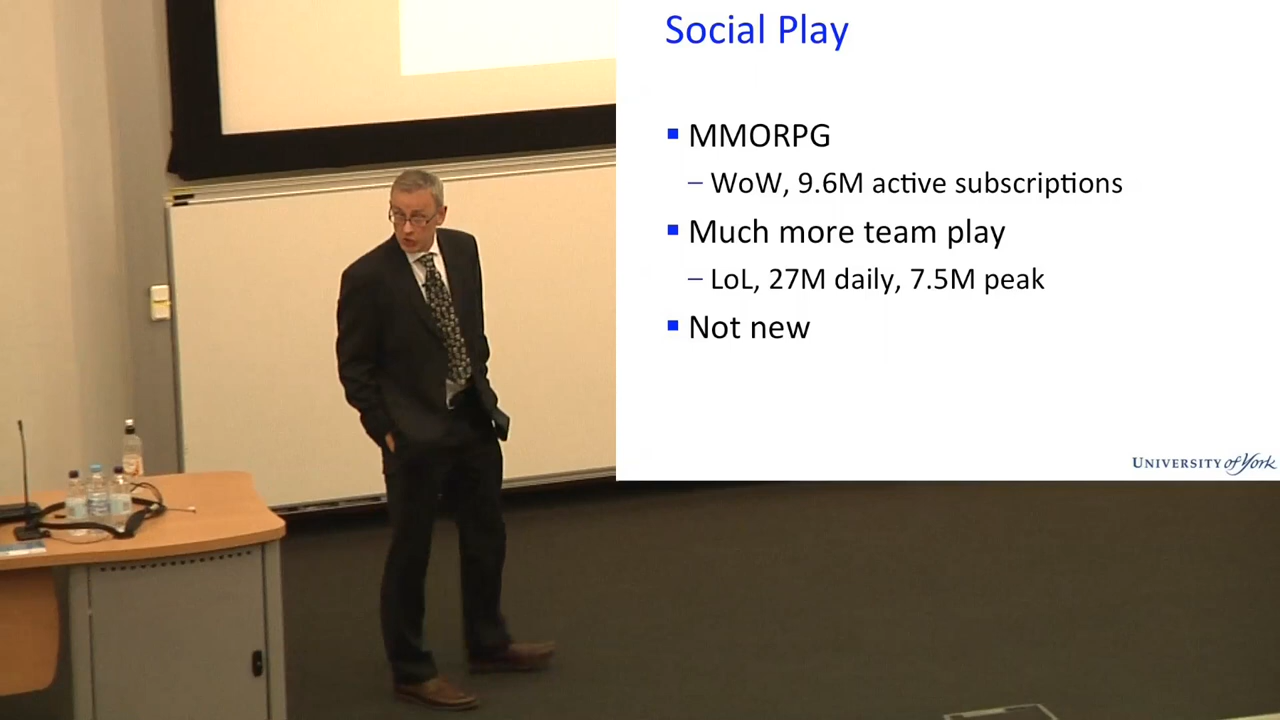 Social Play
▪ MMORPG
– WoW, 9.6M active subscriptions
▪ Much more team play
– LoL, 27M daily, 7.5M peak
▪ Not new
UNIVERSITY of York